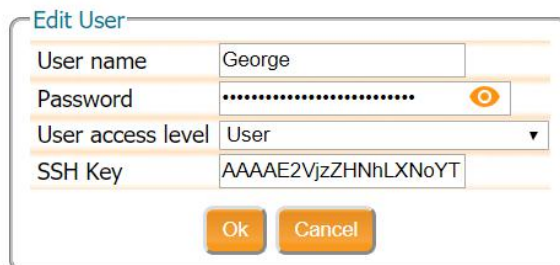 Edit User
User name George
Password ···························
User access level User
SSH Key AAAAE2VjzZHNhLXNoYT
Ok Cancel